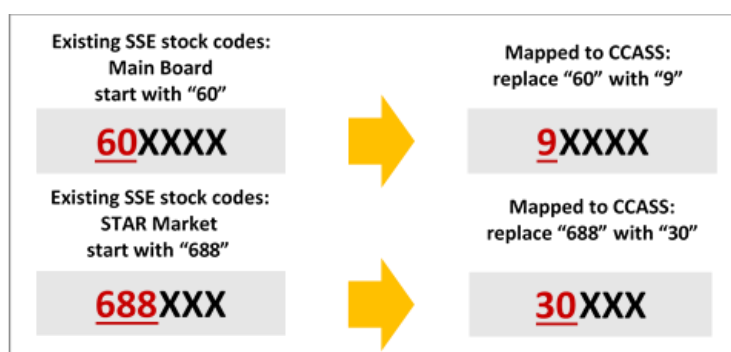 Existing SSE stock codes:
Main Board
start with “60”
Mapped to CCASS:
replace “60” with “9”
60XXXX
9XXXX
Existing SSE stock codes:
STAR Market
start with “688”
Mapped to CCASS:
replace “688” with “30”
688XXX
30XXX